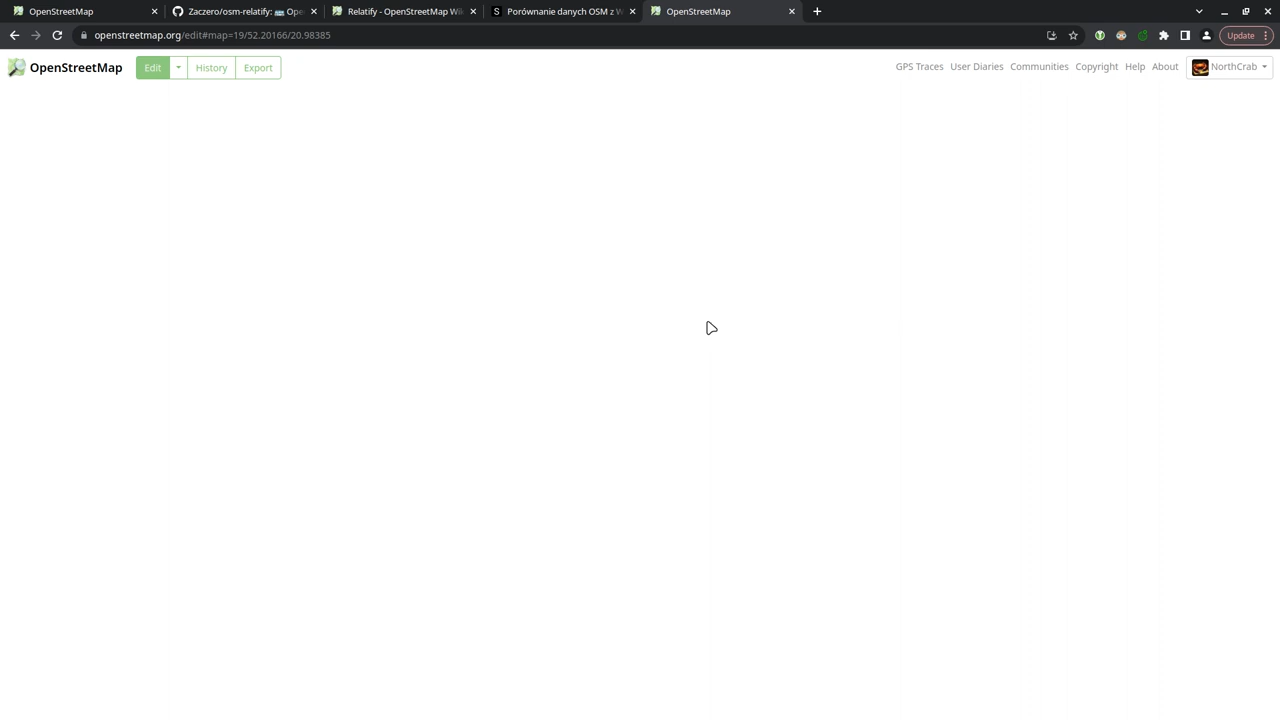 OpenStreetMap
Zaczero/osm-relatify: 🚌 Ope
Relatify - OpenStreetMap Wi
Porównanie danych OSM z W
OpenStreetMap
openstreetmap.org/edit#map=19/52.20166/20.98385
Update
OpenStreetMap
Edit
History
Export
GPS Traces
User Diaries
Communities
Copyright
Help
About
NorthCrab